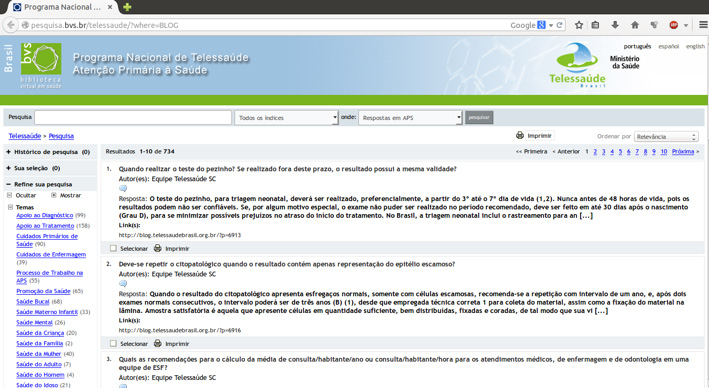 Programa Nacional d...
pesquisa.bvs.br/telessaude/?where=BLOG
Google
ABP
Brasil
bvs
biblioteca
virtual em saúde
Programa Nacional de Telessaúde
Atenção Primária à Saúde
Telessaúde
Brasil
português español english
Ministério
da Saúde
Pesquisa Todos os índices onde: Respostas em APS pesquisar
Telessaúde > Pesquisa
Imprimir Ordenar por Relevância
Histórico de pesquisa (0)
Sua seleção (0)
Refine sua pesquisa
Ocultar Mostrar
Temas
Apoio ao Diagnóstico (99)
Apoio ao Tratamento (158)
Cuidados Primários de
Saúde (90)
Cuidados de Enfermagem
(39)
Processo de Trabalho na
APS (55)
Promoção da Saúde (65)
Saúde Bucal (68)
Saúde Materno Infantil (33)
Saúde Mental (26)
Saúde da Criança (20)
Saúde da Família (2)
Saúde da Mulher (40)
Saúde do Adulto (7)
Saúde do Homem (4)
Saúde do Idoso (21)
Resultados 1-10 de 734
<< Primeira < Anterior 1 2 3 4 5 6 7 8 9 10 Próxima >
1. Quando realizar o teste do pezinho? Se realizado fora deste prazo, o resultado possui a mesma validade?
Autor(es): Equipe Telessaúde SC
Resposta: O teste do pezinho, para triagem neonatal, deverá ser realizado, preferencialmente, a partir do 3º até o 7º dia de vida (1,2). Nunca antes de 48 horas de vida, pois os
resultados podem não ser confiáveis. Se, por algum motivo especial, o exame não puder ser realizado no período recomendado, deve ser feito em até 30 dias após o nascimento
(Grau D), para se minimizar possíveis prejuízos no atraso do início do tratamento. No Brasil, a triagem neonatal inclui o rastreamento para an [...]
Link(s):
http://blog.telessaudebrasil.org.br/?p=6913
Selecionar Imprimir
2. Deve-se repetir o citopatológico quando o resultado contém apenas representação do epitélio escamoso?
Autor(es): Equipe Telessaúde SC
Resposta: Quando o resultado do citopatológico apresenta esfregaços normais, somente com células escamosas, recomenda-se a repetição com intervalo de um ano, e, após dois
exames normais consecutivos, o intervalo poderá ser de três anos (B) (1), desde que empregada técnica correta 1 para coleta do material, assim como a fixação do material na
lâmina. Amostra satisfatória é aquela que apresente células em quantidade suficiente, bem distribuídas, fixadas e coradas, de tal modo que sua vi [...]
Link(s):
http://blog.telessaudebrasil.org.br/?p=6916
Selecionar Imprimir
3. Quais as recomendações para o cálculo da média de consulta/habitante/ano ou consulta/habitante/hora para os atendimentos médicos, de enfermagem e de odontologia em uma
equipe de ESF?
Autor(es): Equipe Telessaúde SC